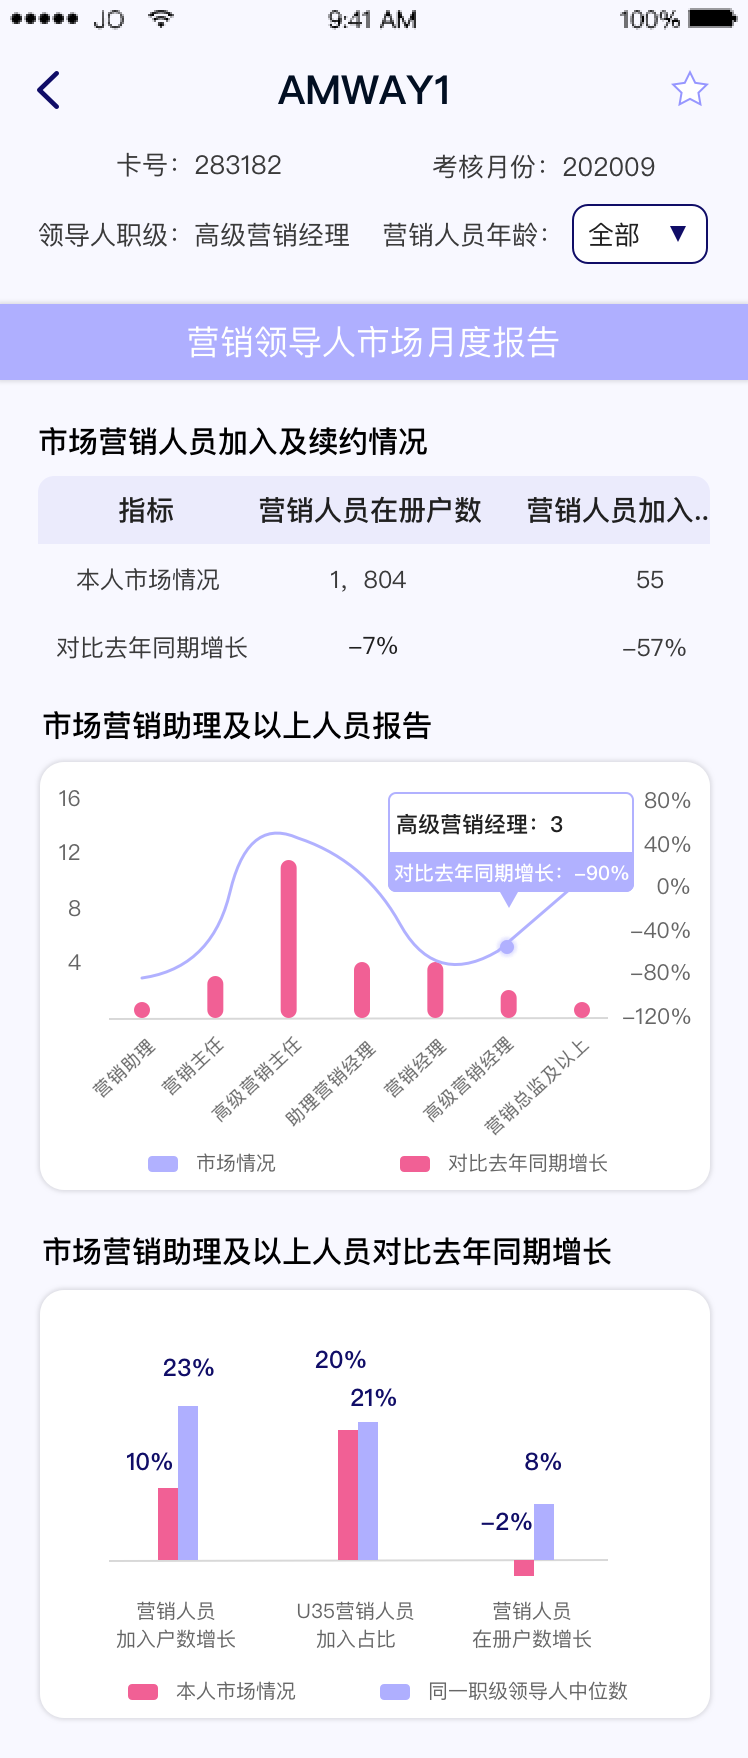 JO 9:41 AM 100%
AMWAY1
卡号：283182 考核月份：202009
领导人职级：高级营销经理 营销人员年龄：全部
营销领导人市场月度报告
市场营销人员加入及续约情况
指标 营销人员在册户数 营销人员加入..
本人市场情况 1，804 55
对比去年同期增长 -7% -57%
市场营销助理及以上人员报告
16
12
8
4
高级营销经理：3
对比去年同期增长：-90%
80%
40%
0%
-40%
-80%
-120%
营销助理
营销主任
高级营销主任
助理营销经理
营销经理
高级营销经理
营销总监及以上
市场情况 对比去年同期增长
市场营销助理及以上人员对比去年同期增长
23%
10%
20%
21%
8%
-2%
营销人员
加入户数增长
U35营销人员
加入占比
营销人员
在册户数增长
本人市场情况 同一职级领导人中位数